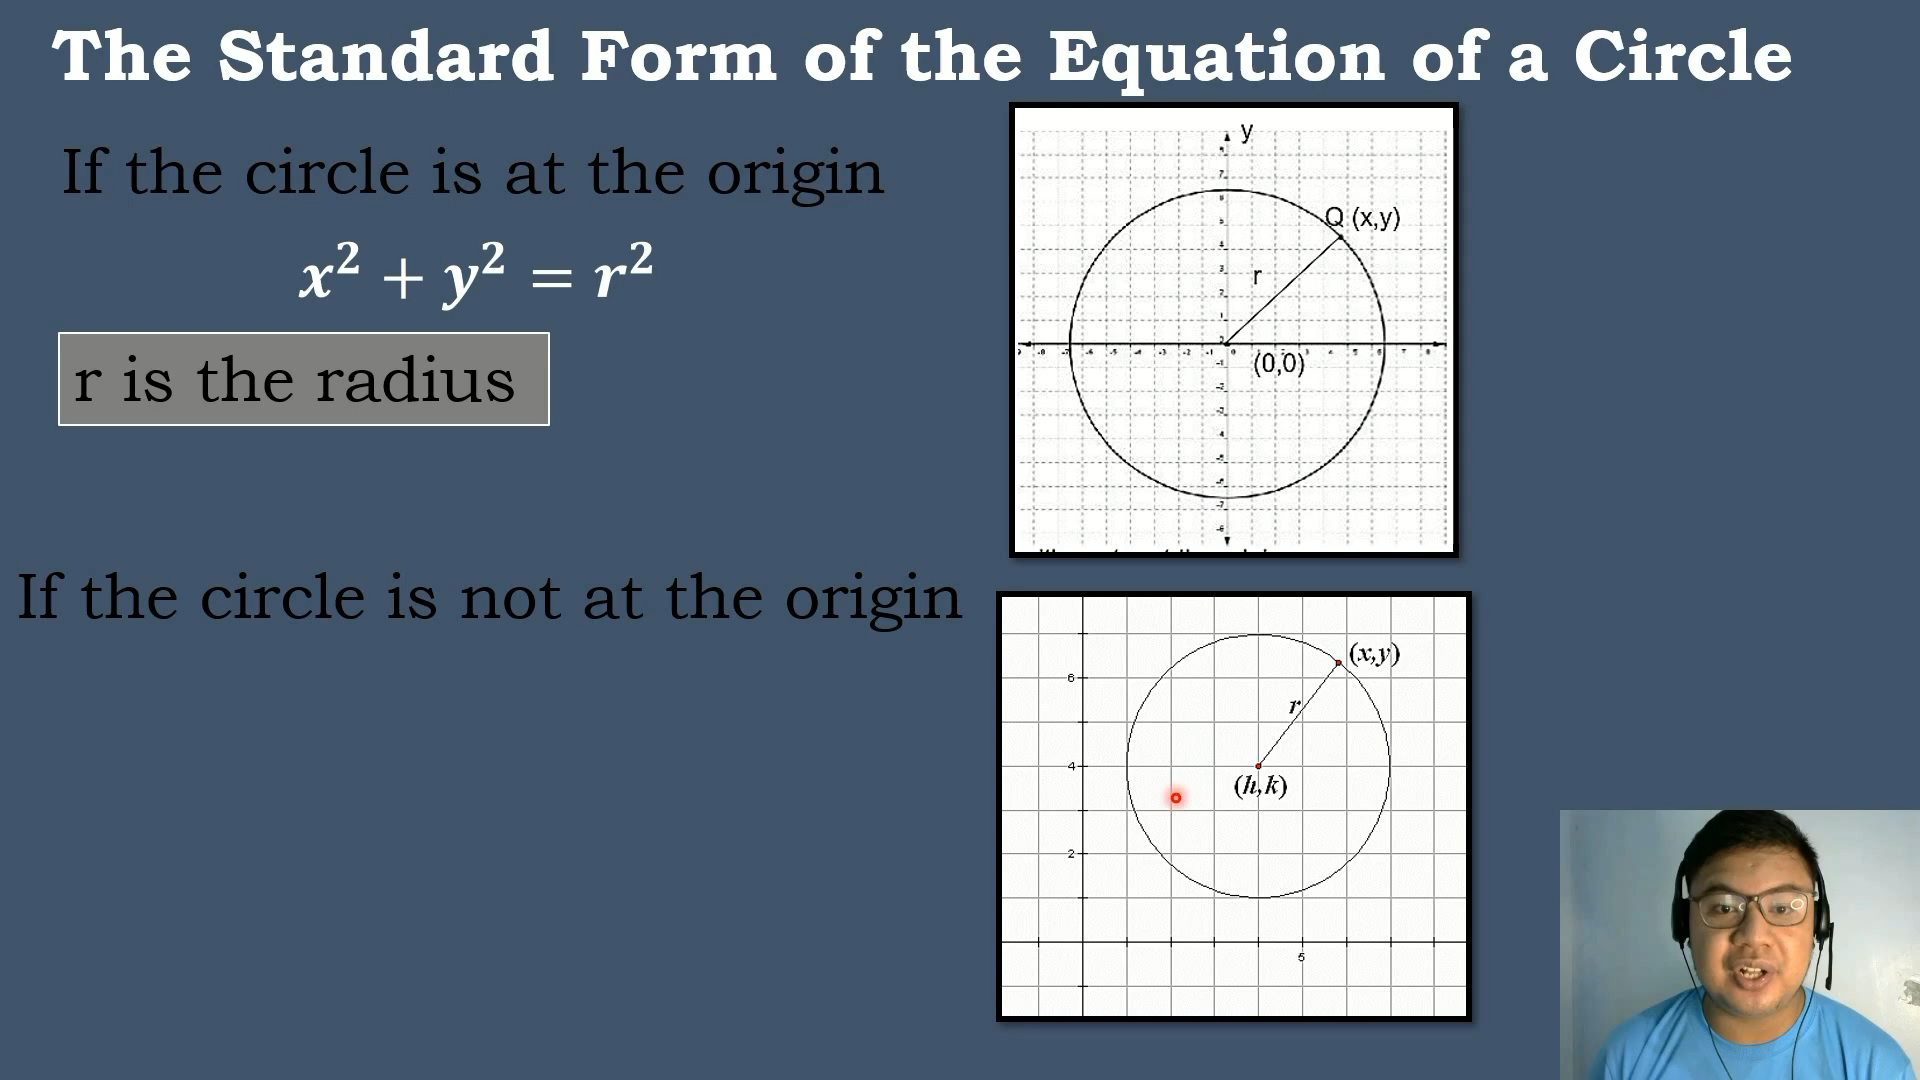 The Standard Form of the Equation of a Circle
If the circle is at the origin
x² + y² = r²
r is the radius
y
Q (x,y)
r
(0,0)
If the circle is not at the origin
(x,y)
6
r
4
(h,k)
2
5